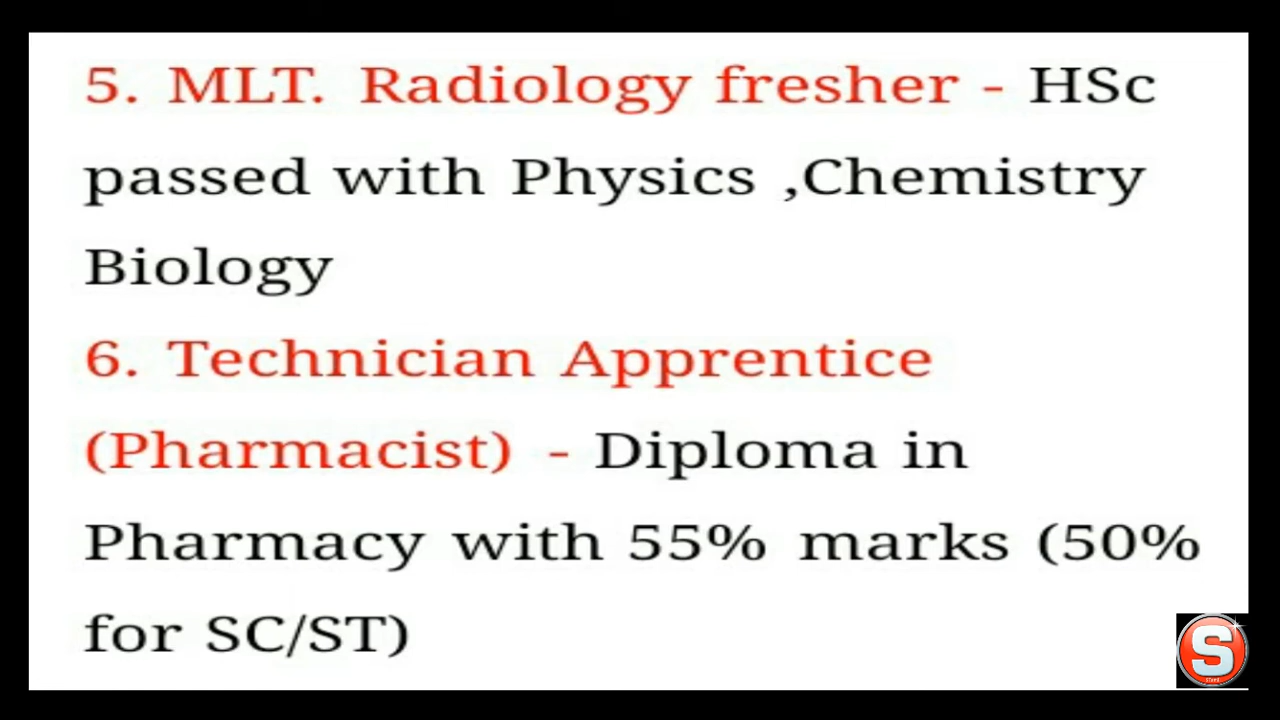 5. MLT. Radiology fresher - HSc
passed with Physics ,Chemistry
Biology
6. Technician Apprentice
(Pharmacist) - Diploma in
Pharmacy with 55% marks (50%
for SC/ST)
S